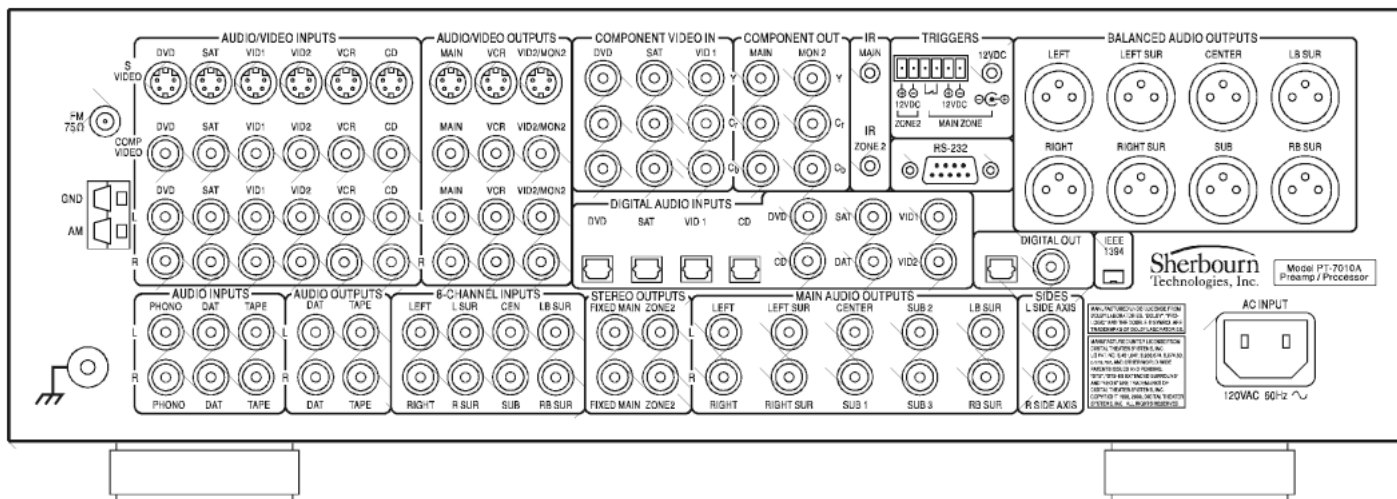 AUDIO/VIDEO INPUTS
DVD SAT VID1 VID2 VCR CD
S VIDEO
FM 75Ω
DVD SAT VID1 VID2 VCR CD
COMP VIDEO
DVD SAT VID1 VID2 VCR CD
GND
L
AM
R
AUDIO/VIDEO OUTPUTS
MAIN VCR VID2/MON2
MAIN VCR VID2/MON2
MAIN VCR VID2/MON2
L
R
COMPONENT VIDEO IN
DVD SAT VID 1
COMPONENT OUT
MAIN MON 2
Y Y
Cr Cr
Cb Cb
IR
MAIN
IR
ZONE 2
TRIGGERS
12VDC
12VDC 12VDC
ZONE2 MAIN ZONE
RS-232
BALANCED AUDIO OUTPUTS
LEFT LEFT SUR CENTER LB SUR
RIGHT RIGHT SUR SUB RB SUR
DIGITAL AUDIO INPUTS
DVD SAT VID 1 CD
DVD SAT VID1
CD DAT VID2
DIGITAL OUT
IEEE
1394
Sherbourn
Technologies, Inc.
Model PT-7010A
Preamp / Processor
AUDIO INPUTS
PHONO DAT TAPE
L
R
PHONO DAT TAPE
AUDIO OUTPUTS
DAT TAPE
L
R
DAT TAPE
8-CHANNEL INPUTS
LEFT L SUR CEN LB SUR
RIGHT R SUR SUB RB SUR
STEREO OUTPUTS
FIXED MAIN ZONE2
FIXED MAIN ZONE2
MAIN AUDIO OUTPUTS
LEFT LEFT SUR CENTER SUB 2 LB SUR
L
R
RIGHT RIGHT SUR SUB 1 SUB 3 RB SUR
SIDES
L SIDE AXIS
R SIDE AXIS
AC INPUT
120VAC 60Hz